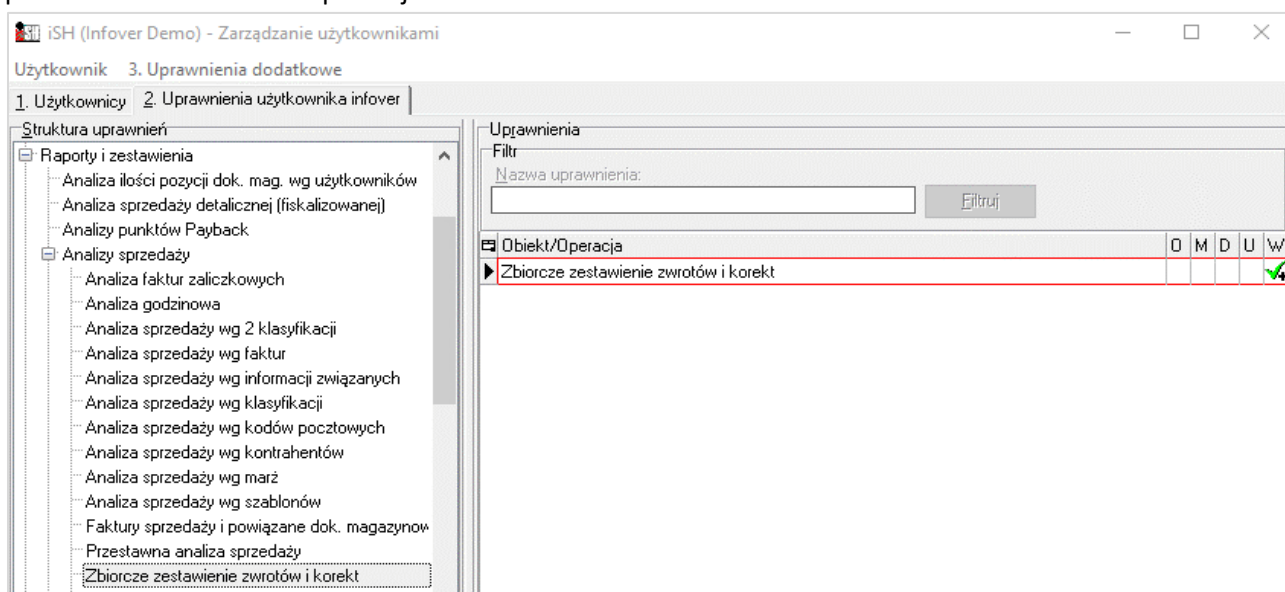 iSH (Infover Demo) - Zarządzanie użytkownikami
Użytkownik 3. Uprawnienia dodatkowe
1. Użytkownicy 2. Uprawnienia użytkownika infover
Struktura uprawnień
Raporty i zestawienia
Analiza ilości pozycji dok. mag. wg użytkowników
Analiza sprzedaży detalicznej (fiskalizowanej)
Analizy punktów Payback
Analizy sprzedaży
Analiza faktur zaliczkowych
Analiza godzinowa
Analiza sprzedaży wg 2 klasyfikacji
Analiza sprzedaży wg faktur
Analiza sprzedaży wg informacji związanych
Analiza sprzedaży wg klasyfikacji
Analiza sprzedaży wg kodów pocztowych
Analiza sprzedaży wg kontrahentów
Analiza sprzedaży wg marż
Analiza sprzedaży wg szablonów
Faktury sprzedaży i powiązane dok. magazynow
Przestawna analiza sprzedaży
Zbiorcze zestawienie zwrotów i korekt
Uprawnienia
Filtr
Nazwa uprawnienia:
Filtruj
Obiekt/Operacja O M D U W
Zbiorcze zestawienie zwrotów i korekt